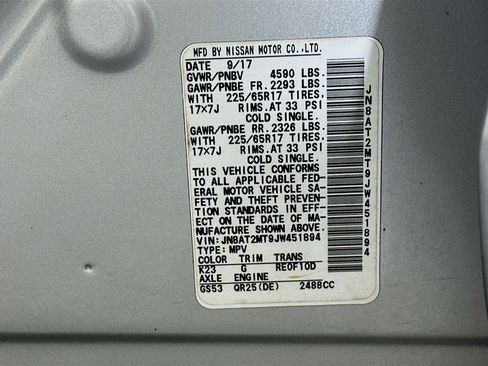 MFD BY NISSAN MOTOR CO.,LTD.
DATE 9/17
GVWR/PNBV 4590 LBS.
GAWR/PNBE FR.2293 LBS.
WITH 225/65R17 TIRES,
17×7J RIMS.AT 33 PSI
COLD SINGLE.
GAWR/PNBE RR.2326 LBS.
WITH 225/65R17 TIRES,
17×7J RIMS.AT 33 PSI
COLD SINGLE.
THIS VEHICLE CONFORMS
TO ALL APPLICABLE FED-
ERAL MOTOR VEHICLE SA-
FETY AND THEFT PREVEN-
TION STANDARDS IN EFF-
ECT ON THE DATE OF MA-
NUFACTURE SHOWN ABOVE.
VIN: JN8AT2MT9JW451894
TYPE: MPV
COLOR TRIM TRANS
K23 G RE0F10D
AXLE ENGINE
GS53 QR25(DE) 2488CC
JN8AT2MT9JW451894